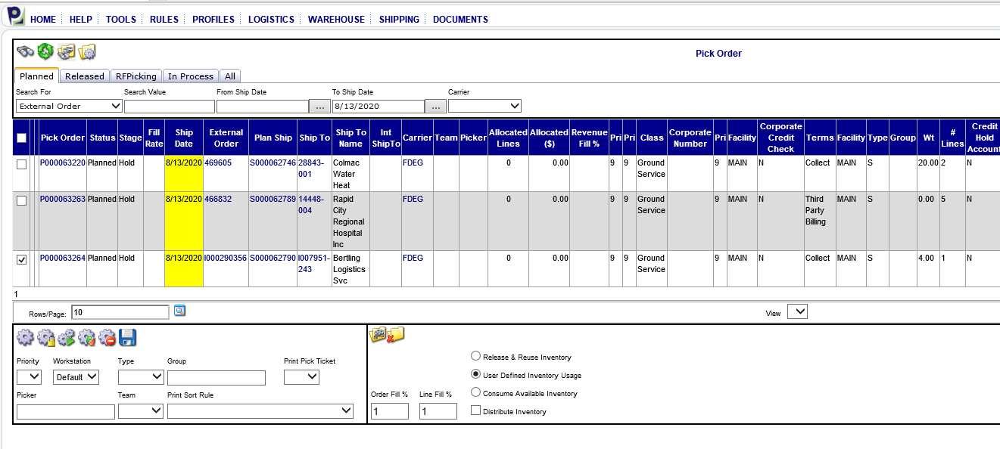 HOME HELP TOOLS RULES PROFILES LOGISTICS WAREHOUSE SHIPPING DOCUMENTS
Pick Order
Planned Released RFPicking In Process All
Search For Search Value From Ship Date To Ship Date Carrier
External Order ... 8/13/2020 ...
Pick Order Status Stage Fill Rate Ship Date External Order Plan Ship Ship To Ship To Name Int ShipTo Carrier Team Picker Allocated Lines Allocated ($) Revenue Fill % Pri Pri Class Corporate Number Pri Facility Corporate Credit Check Terms Facility Type Group Wt # Lines Credit Hold Account
P000063220 Planned Hold 8/13/2020 469605 S000062746 28843-001 Colmac Water Heat FDEG 0 0.00 9 9 Ground Service 9 MAIN N Collect MAIN S 20.00 2 N
P000063263 Planned Hold 8/13/2020 466832 S000062789 14448-004 Rapid City Regional Hospital Inc FDEG 0 0.00 9 9 Ground Service 9 MAIN N Third Party Billing MAIN S 0.00 5 N
P000063264 Planned Hold 8/13/2020 I000290356 S000062790 I007951-243 Bertling Logistics Svc FDEG 0 0.00 9 9 Ground Service 9 MAIN N Collect MAIN S 4.00 1 N
1
Rows/Page: 10 View
Priority Workstation Type Group Print Pick Ticket
Default
Picker Team Print Sort Rule
Release & Reuse Inventory
User Defined Inventory Usage
Order Fill % Line Fill % Consume Available Inventory
1 1 Distribute Inventory